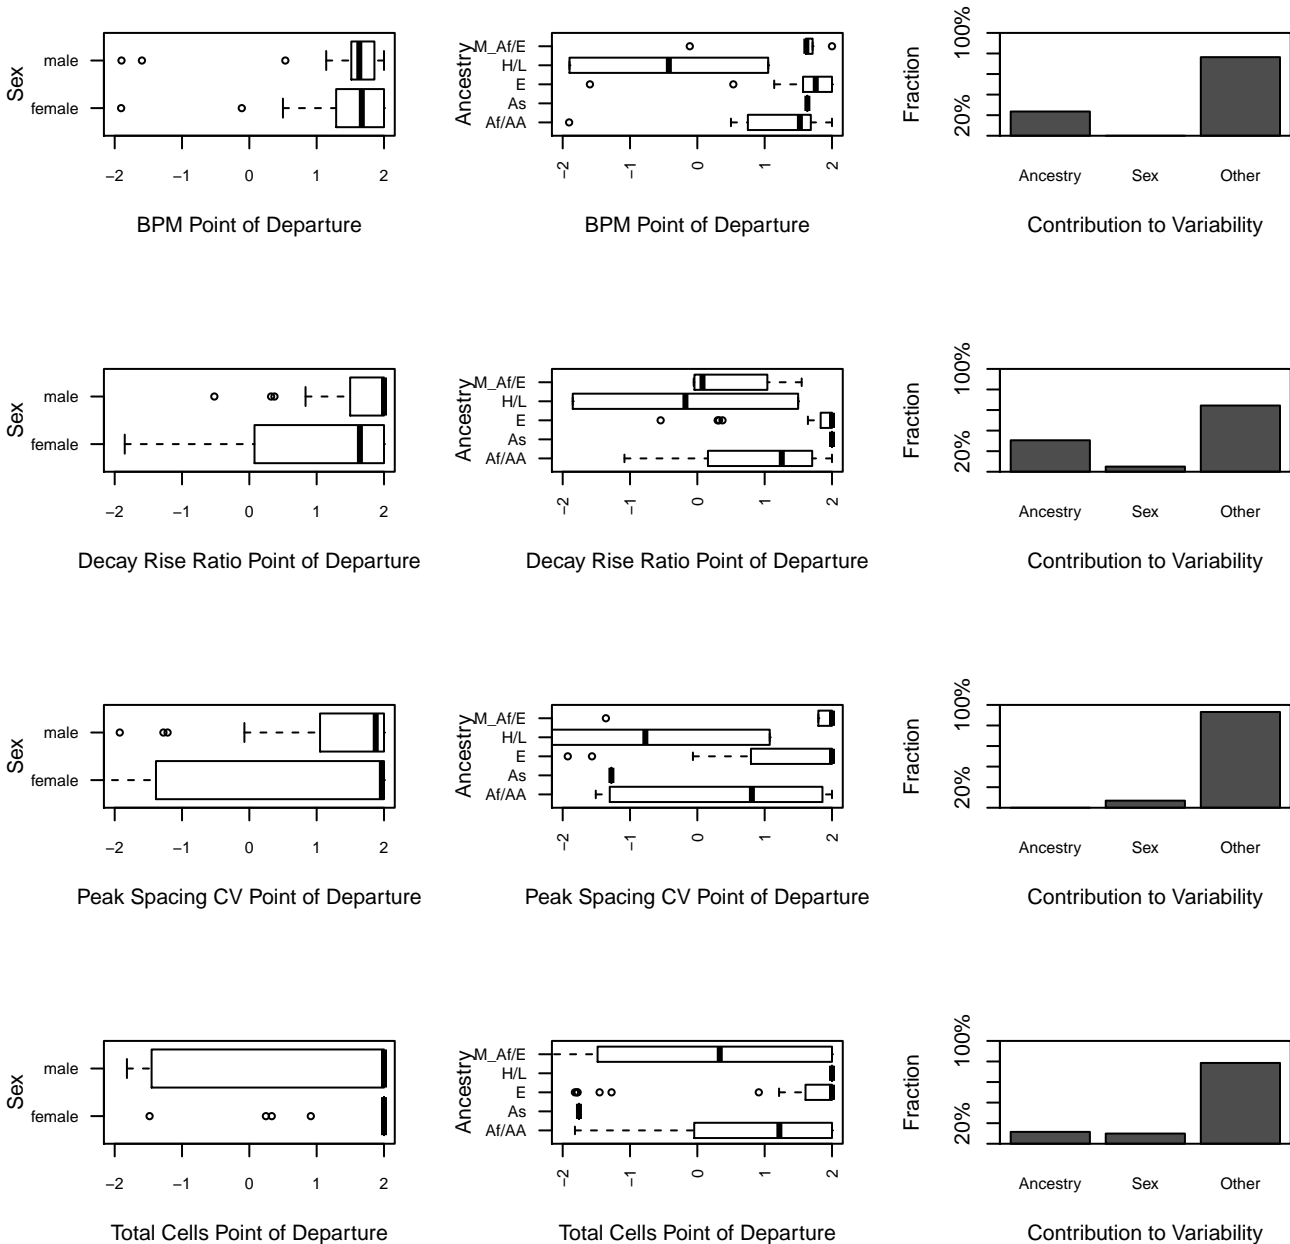 Sex
male
female
−2 −1 0 1 2
BPM Point of Departure
Ancestry
M_Af/E
H/L
E
As
Af/AA
−2 −1 0 1 2
BPM Point of Departure
Fraction
20% 100%
Ancestry Sex Other
Contribution to Variability
Sex
male
female
−2 −1 0 1 2
Decay Rise Ratio Point of Departure
Ancestry
M_Af/E
H/L
E
As
Af/AA
−2 −1 0 1 2
Decay Rise Ratio Point of Departure
Fraction
20% 100%
Ancestry Sex Other
Contribution to Variability
Sex
male
female
−2 −1 0 1 2
Peak Spacing CV Point of Departure
Ancestry
M_Af/E
H/L
E
As
Af/AA
−2 −1 0 1 2
Peak Spacing CV Point of Departure
Fraction
20% 100%
Ancestry Sex Other
Contribution to Variability
Sex
male
female
−2 −1 0 1 2
Total Cells Point of Departure
Ancestry
M_Af/E
H/L
E
As
Af/AA
−2 −1 0 1 2
Total Cells Point of Departure
Fraction
20% 100%
Ancestry Sex Other
Contribution to Variability